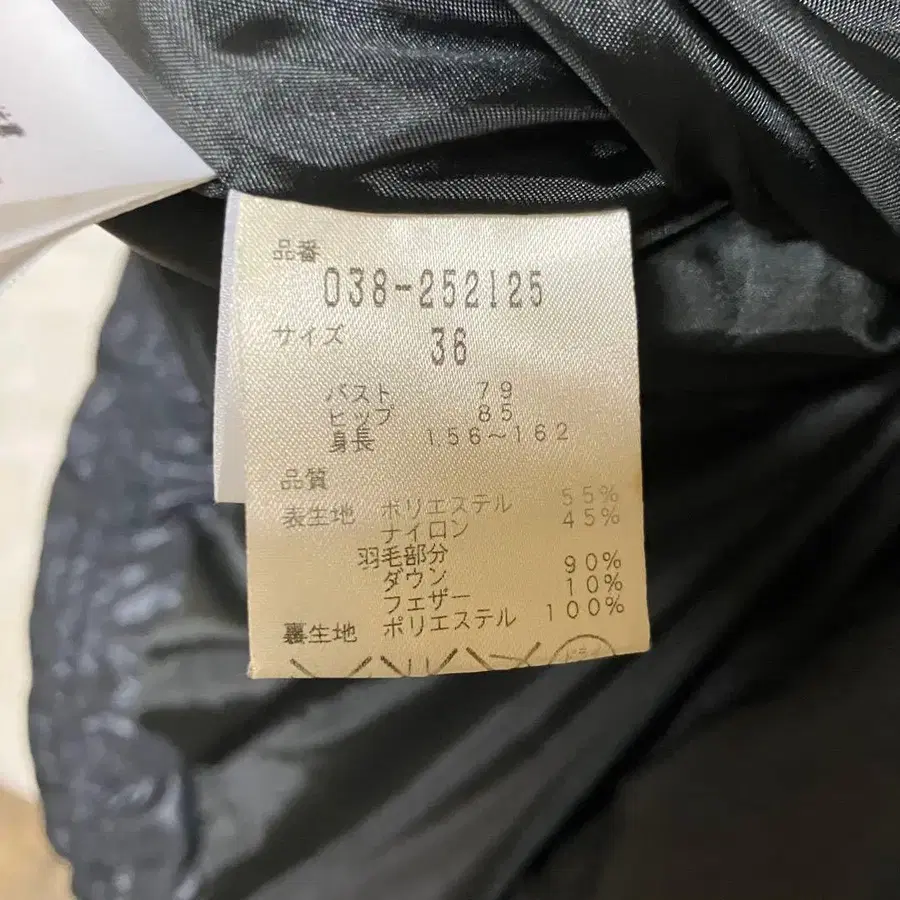 品番
038-252125
サイズ 36
バスト 79
ヒップ 85
身長 156～162
品質
表生地 ポリエステル 55%
ナイロン 45%
羽毛部分
ダウン 90%
フェザー 10%
裏生地 ポリエステル 100%